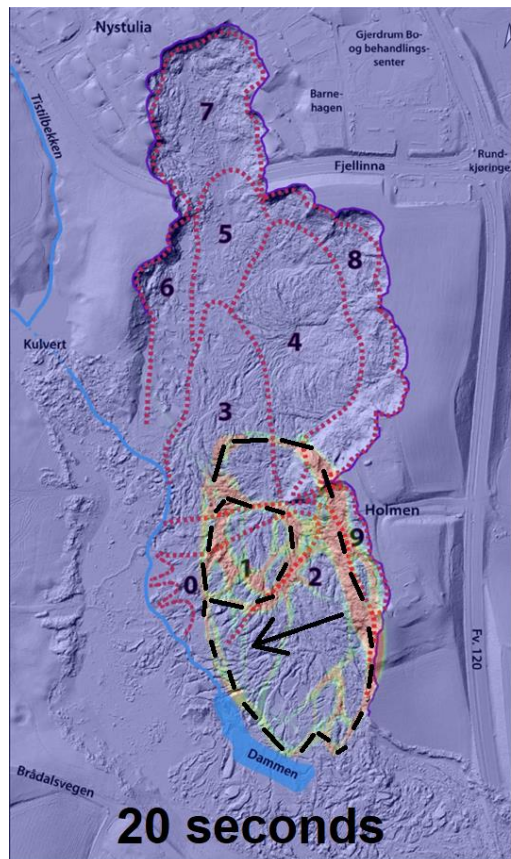 Nystulia
Gjerdrum Bo-
og behandlings-
senter
Barne-
hagen
Tistilbekken
7
Rund-
kjøringe
Fjellinna
5
8
6
Kulvert
4
3
Holmen
9
1
2
0
Fv. 120
Dammen
Brådalsvegen
20 seconds